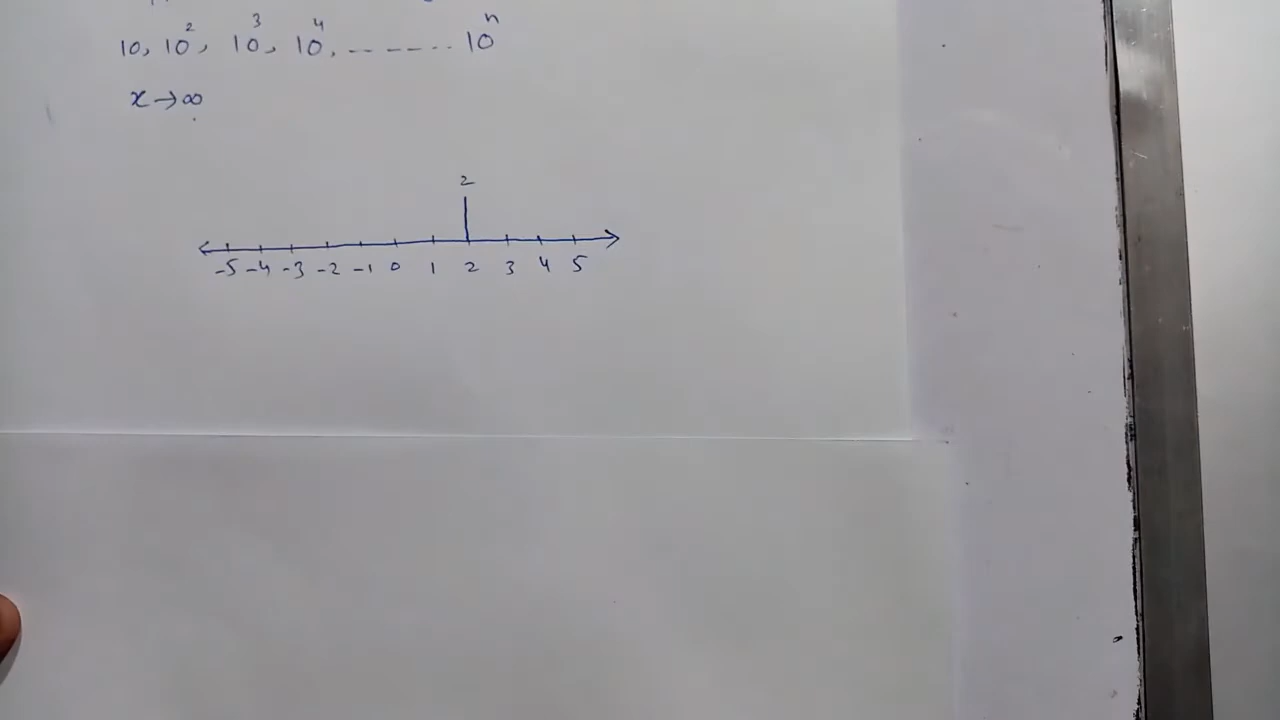 10, 10², 10³, 10⁴, ------- 10ⁿ
x→∞
2
-5 -4 -3 -2 -1 0 1 2 3 4 5